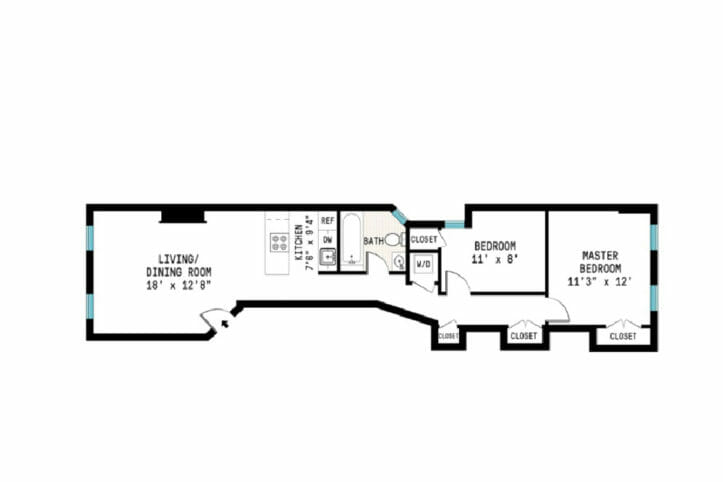 LIVING/
DINING ROOM
18' x 12'8"
KITCHEN
7'8" x 9'4"
REF
DW
BATH
CLOSET
W/D
BEDROOM
11' x 8'
MASTER
BEDROOM
11'3" x 12'
CLOSET
CLOSET
CLOSET